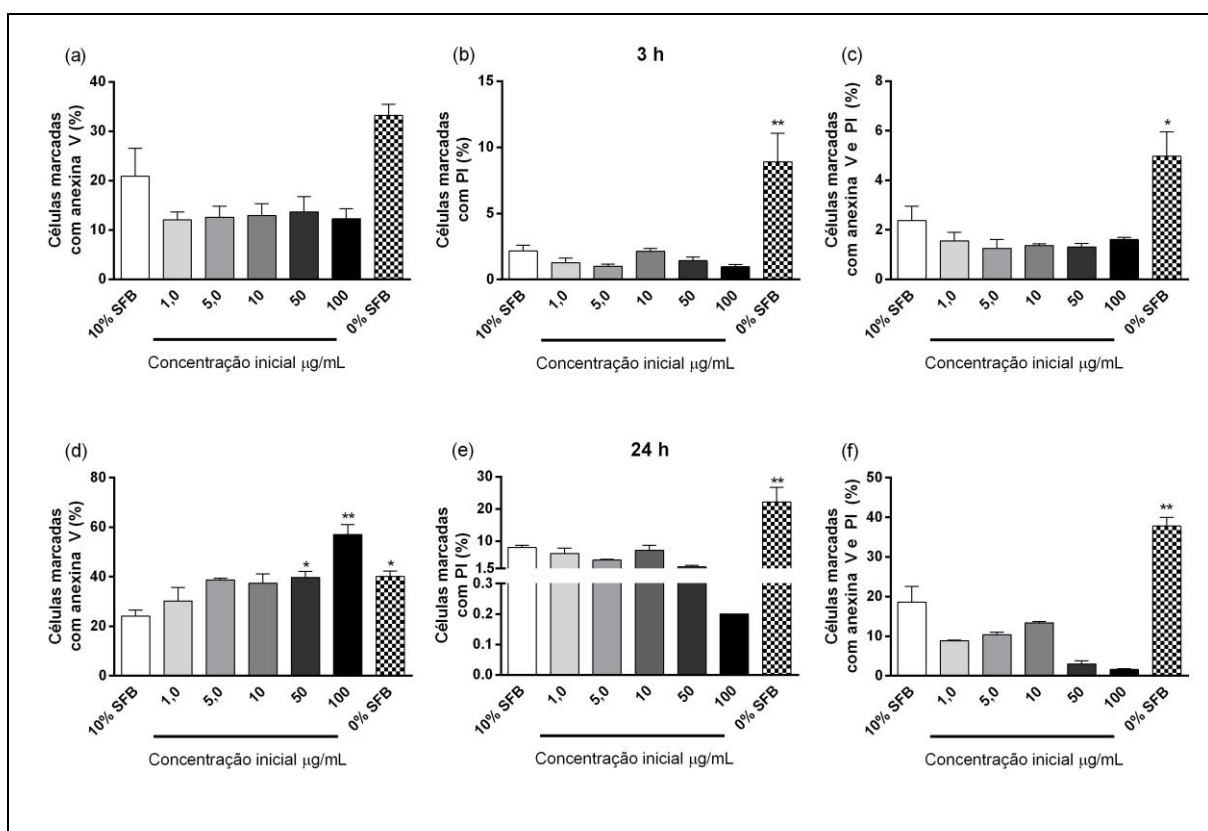 (a)
Células marcadas
com anexina V (%)
40
30
20
10
0
10% SFB
1,0
5,0
10
50
100
0% SFB
Concentração inicial µg/mL
(b)
3 h
Células marcadas
com PI (%)
15
10
5
0
**
10% SFB
1,0
5,0
10
50
100
0% SFB
Concentração inicial µg/mL
(c)
Células marcadas
com anexina V e PI (%)
8
6
4
2
0
*
10% SFB
1,0
5,0
10
50
100
0% SFB
Concentração inicial µg/mL
(d)
Células marcadas
com anexina V (%)
80
60
40
20
0
*
**
*
10% SFB
1,0
5,0
10
50
100
0% SFB
Concentração inicial µg/mL
(e)
24 h
Células marcadas
com PI (%)
30
20
10
1.5
0.3
0.2
0.1
0.0
**
10% SFB
1,0
5,0
10
50
100
0% SFB
Concentração inicial µg/mL
(f)
Células marcadas
com anexina V e PI (%)
50
40
30
20
10
0
**
10% SFB
1,0
5,0
10
50
100
0% SFB
Concentração inicial µg/mL